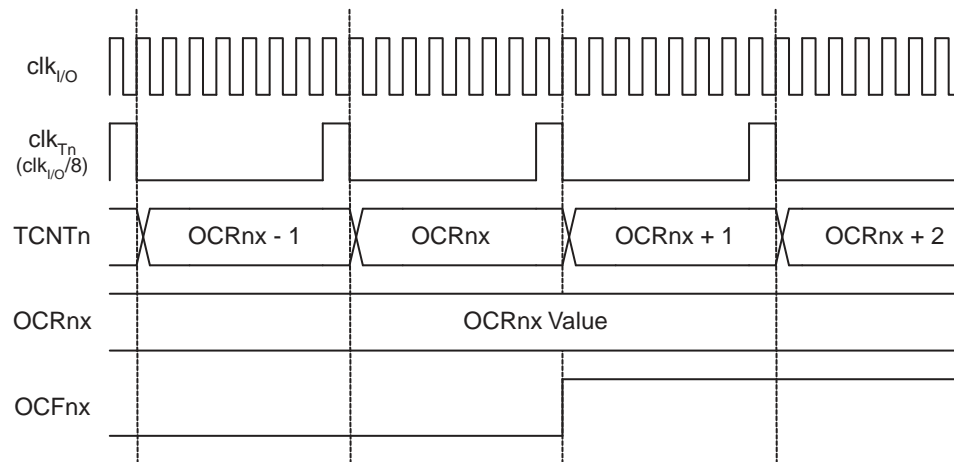 clkI/O
clkTn
(clkI/O/8)
TCNTn OCRnx - 1 OCRnx OCRnx + 1 OCRnx + 2
OCRnx OCRnx Value
OCFnx